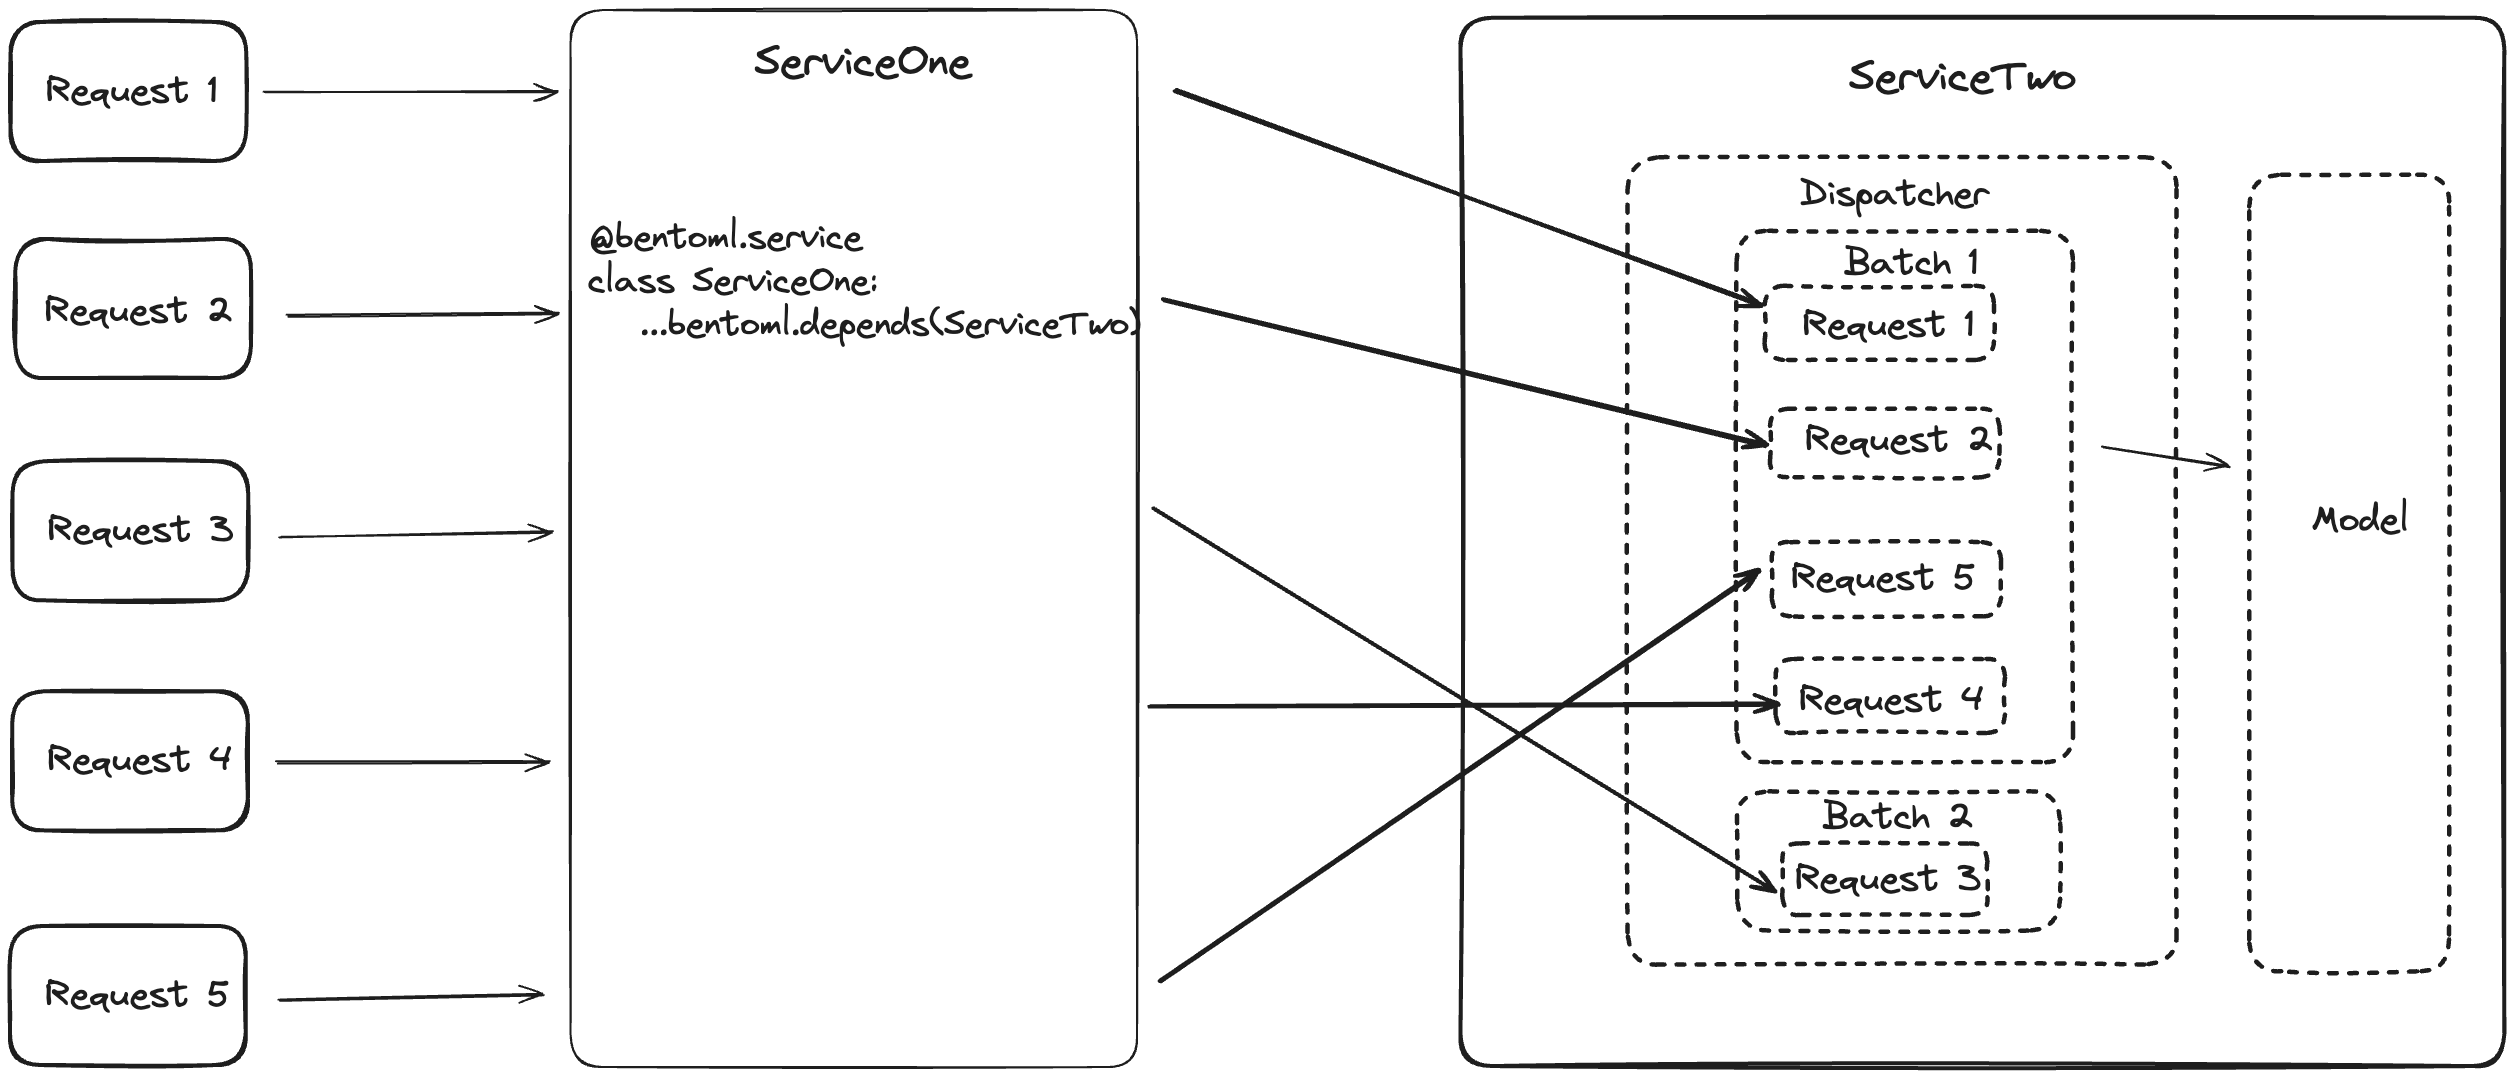 Request 1
Request 2
Request 3
Request 4
Request 5
ServiceOne
@bentoml.service
class ServiceOne:
...bentoml.depends(ServiceTwo)
ServiceTwo
Dispatcher
Batch 1
Request 1
Request 2
Request 5
Request 4
Batch 2
Request 3
Model